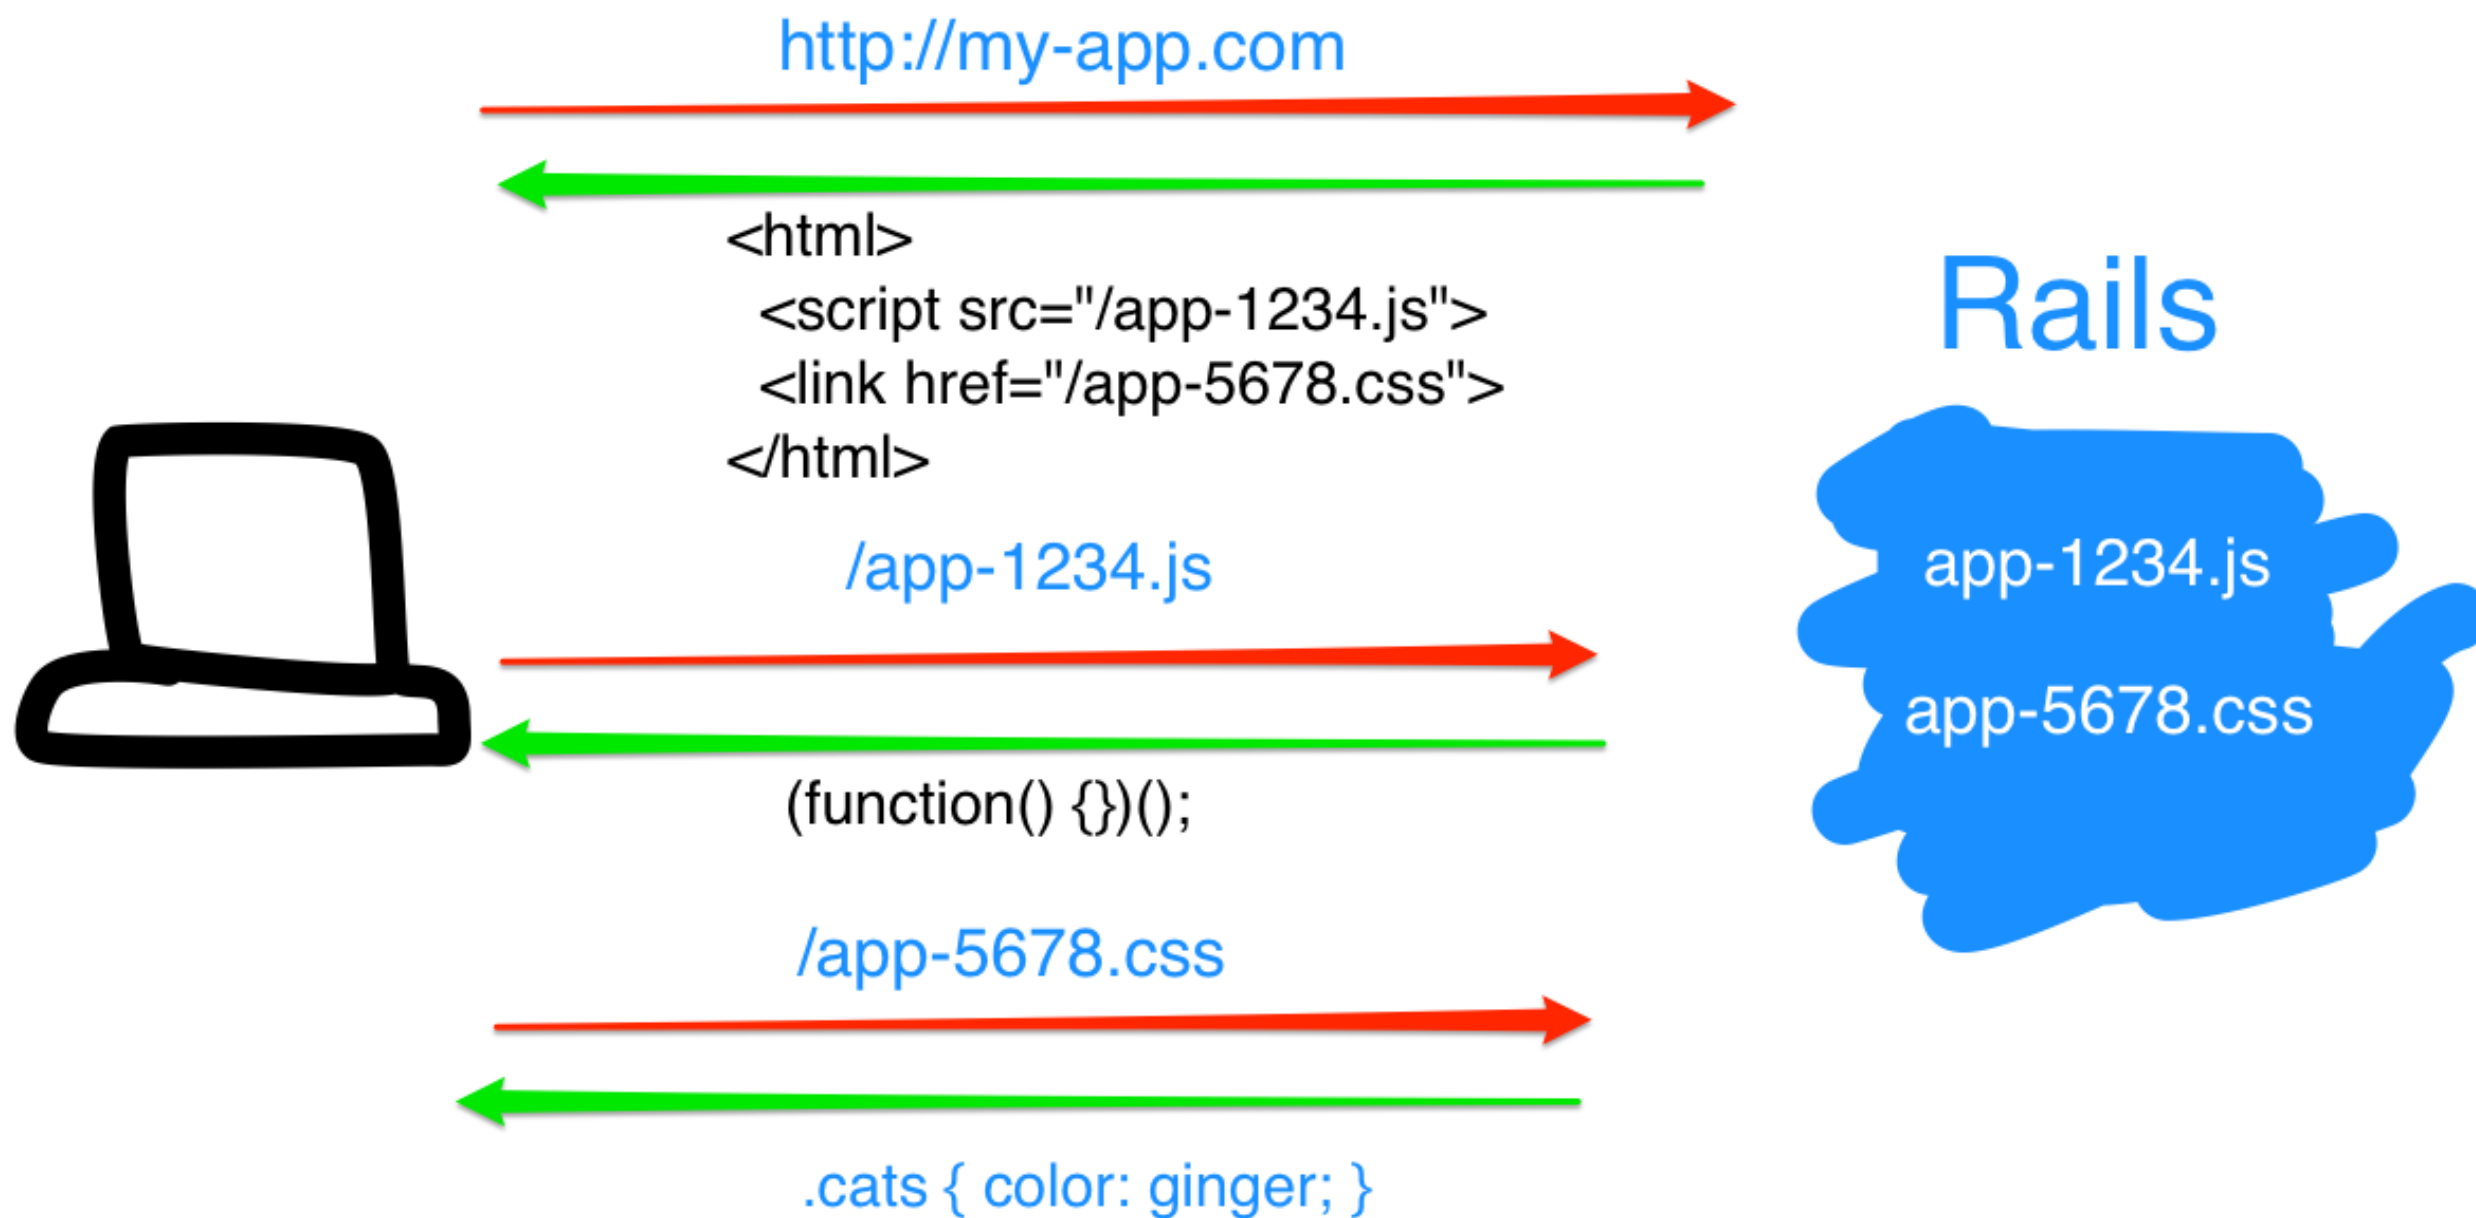 http://my-app.com
<html>
<script src="/app-1234.js">
<link href="/app-5678.css">
</html>
/app-1234.js
(function() {})();
/app-5678.css
.cats { color: ginger; }
Rails
app-1234.js
app-5678.css